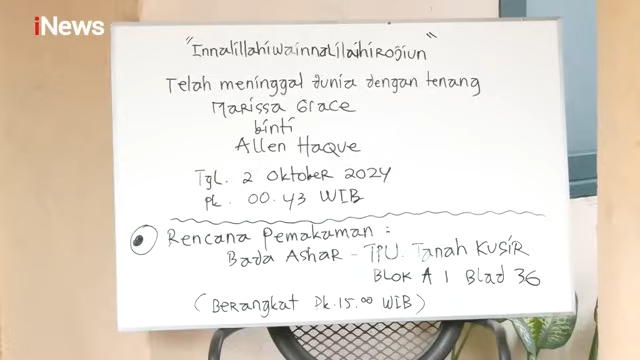 iNews
"Innalillahiwainnalilaihirojiun"
Telah meninggal dunia dengan tenang
Marissa Grace
binti
Allen Haque
Tgl. 2 Oktober 2024
Pk. 00.43 WIB
Rencana Pemakaman :
Bada Ashar - TPU. Tanah Kusir
Blok A 1 Blad 36
(Berangkat Pk.15.00 WIB)